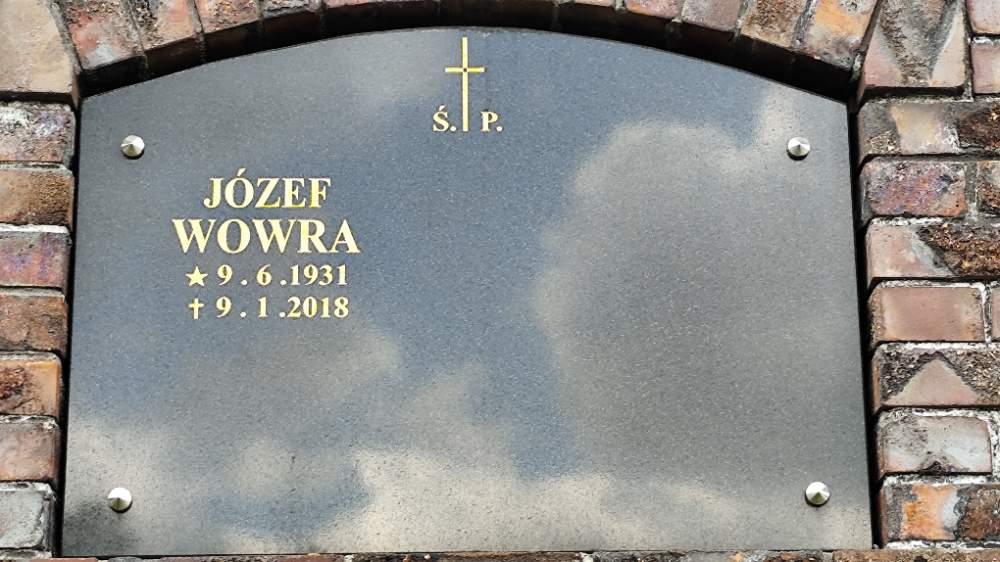 Ś. P.
JÓZEF
WOWRA
★ 9.6.1931
✝ 9.1.2018